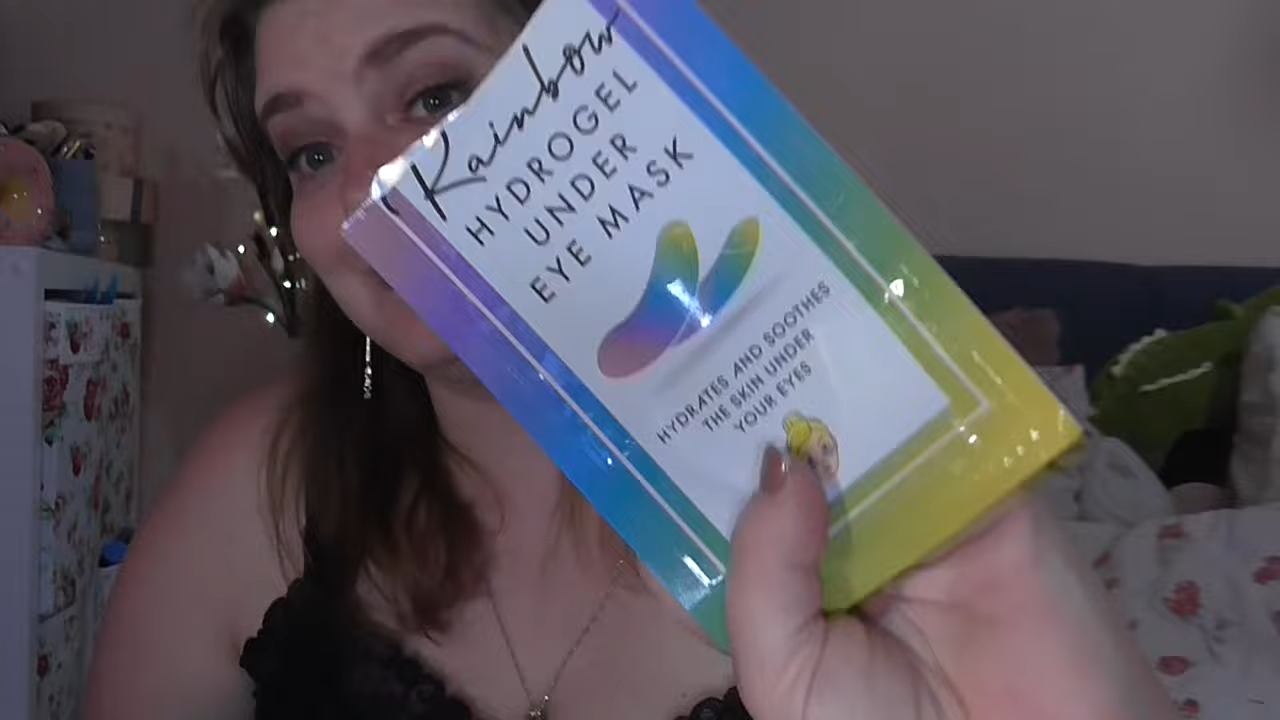 Rainbow
HYDROGEL
UNDER
EYE MASK
HYDRATES AND SOOTHES
THE SKIN UNDER
YOUR EYES